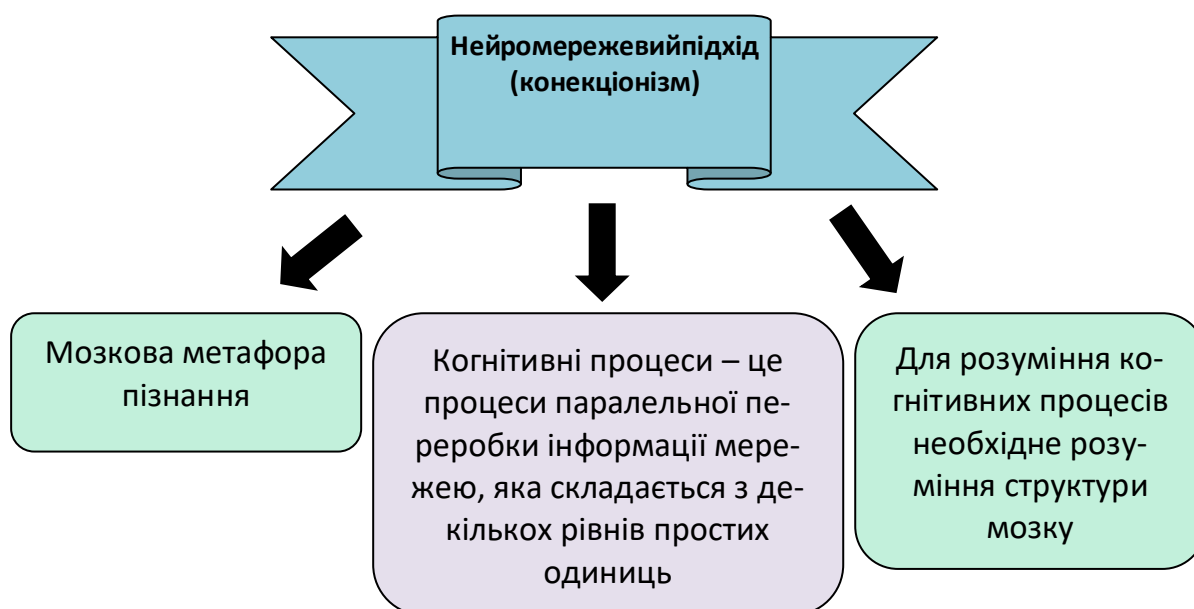 Нейромережевийпідхід
(конекціонізм)
Мозкова метафора
пізнання
Когнітивні процеси – це
процеси паралельної пе-
реробки інформації мере-
жею, яка складається з де-
кількох рівнів простих
одиниць
Для розуміння ко-
гнітивних процесів
необхідне розу-
міння структури
мозку